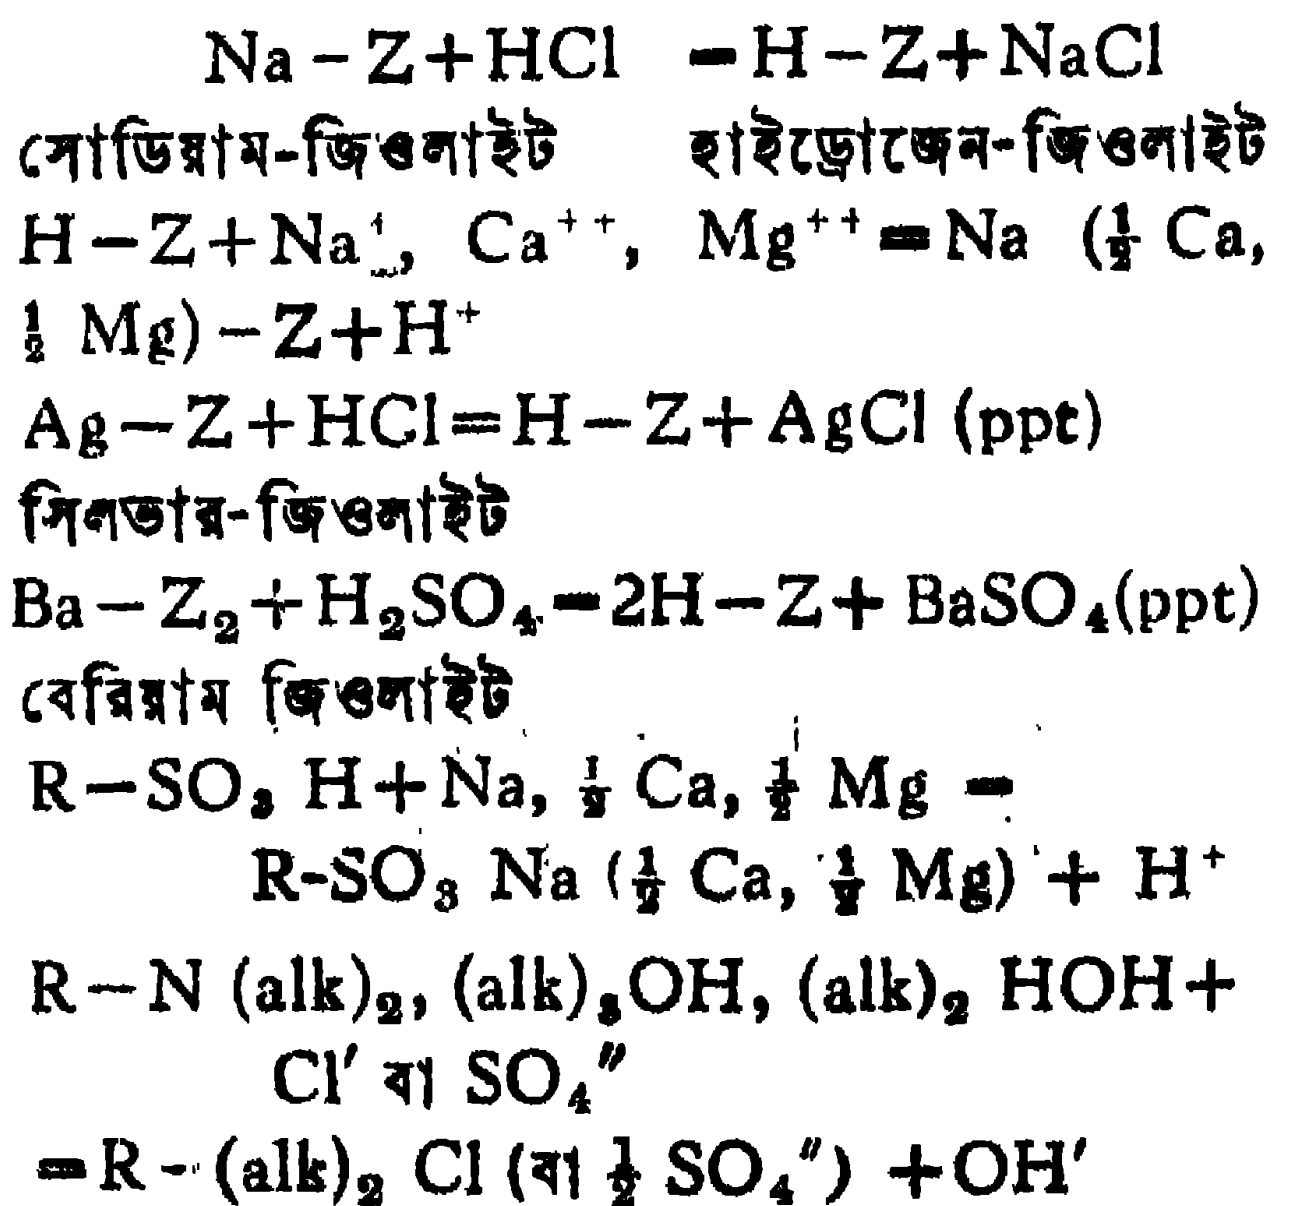 Na – Z + HCl = H – Z + NaCl
সোডিয়াম-জিওলাইট হাইড্রোজেন-জিওলাইট
H – Z + Na⁺, Ca⁺⁺, Mg⁺⁺ = Na (½ Ca,
½ Mg) – Z + H⁺
Ag – Z + HCl = H – Z + AgCl (ppt)
সিলভার-জিওলাইট
Ba – Z₂ + H₂SO₄ = 2H – Z + BaSO₄ (ppt)
বেরিয়াম জিওলাইট
R – SO₃ H + Na, ½ Ca, ½ Mg =
R-SO₃ Na (½ Ca, ½ Mg) + H⁺
R – N (alk)₂, (alk)₃OH, (alk)₂ HOH +
Cl′ বা SO₄″
= R - (alk)₂ Cl (বা ½ SO₄″) + OH′